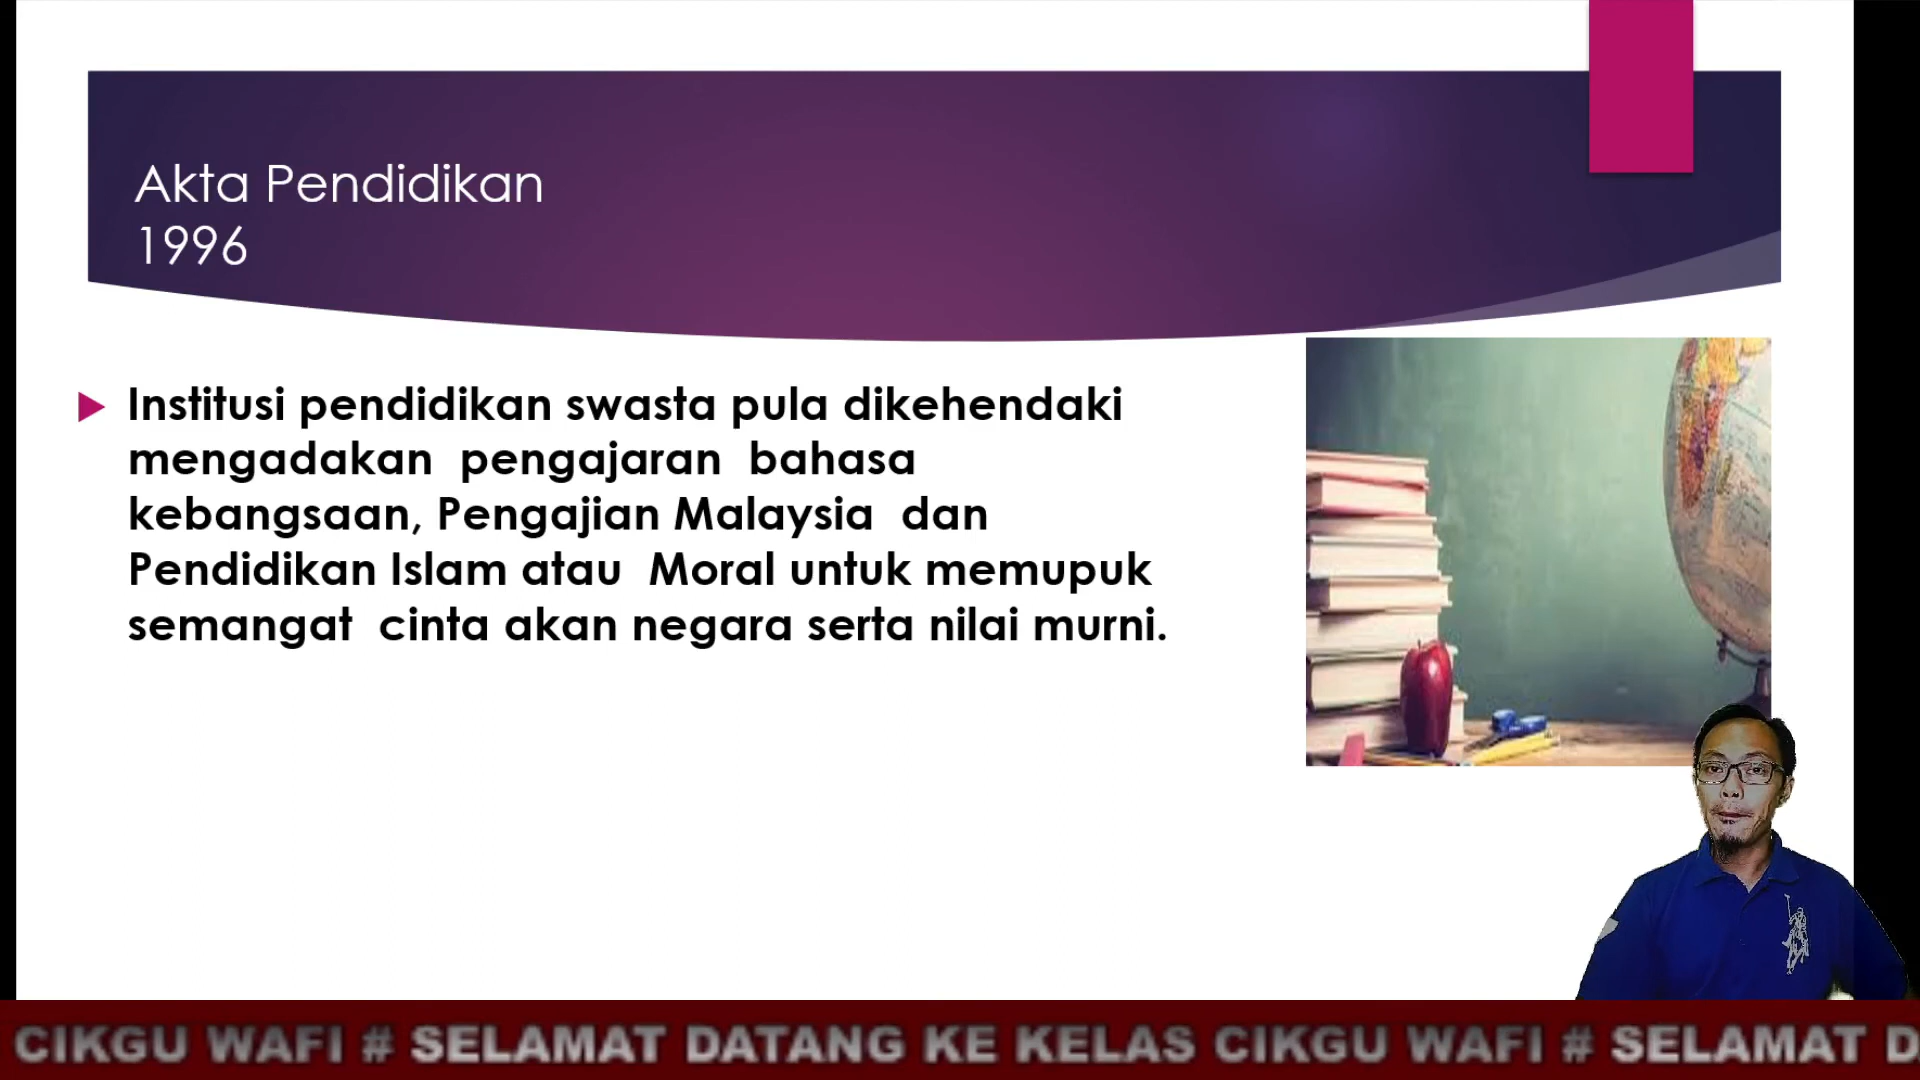 Akta Pendidikan
1996
Institusi pendidikan swasta pula dikehendaki
mengadakan pengajaran bahasa
kebangsaan, Pengajian Malaysia dan
Pendidikan Islam atau Moral untuk memupuk
semangat cinta akan negara serta nilai murni.
CIKGU WAFI # SELAMAT DATANG KE KELAS CIKGU WAFI # SELAMAT D